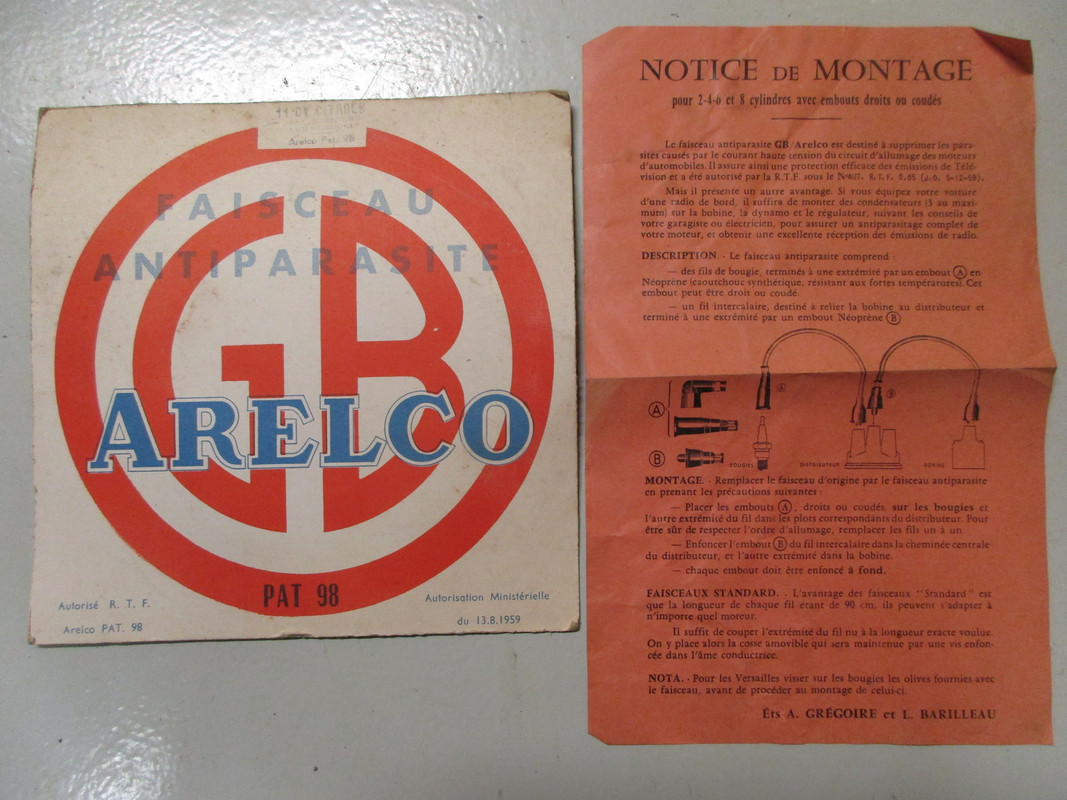 11 CV CITROEN
Arelco Pat. 98
FAISCEAU
ANTIPARASITE
GB
ARELCO
PAT 98
Autorisé R. T. F.
Arelco PAT. 98
Autorisation Ministérielle
du 13.8.1959
NOTICE DE MONTAGE
pour 2-4-6 et 8 cylindres avec embouts droits ou coudés
Le faisceau antiparasite GB/Arelco est destiné à supprimer les para-
sites causés par le courant haute tension du circuit d'allumage des moteurs
d'automobiles. Il assure ainsi une protection efficace des émissions de Télé-
vision et a été autorisé par la R.T.F. sous le R.T.F. 0.65 (J.O. 5-12-59).
Mais il présente un autre avantage. Si vous équipez votre voiture
d'une radio de bord, il suffira de monter des condensateurs (3 au maxi-
mum) sur la bobine, la dynamo et le régulateur, suivant les conseils de
votre garagiste ou électricien, pour assurer un antiparasitage complet de
votre moteur, et obtenir une excellente réception des émissions de radio.
DESCRIPTION. - Le faisceau antiparasite comprend :
— des fils de bougie, terminés à une extrémité par un embout A en
Néoprène (caoutchouc synthétique, résistant aux fortes températures). Cet
embout peut être droit ou coudé.
— un fil intercalaire, destiné à relier la bobine au distributeur et
terminé à une extrémité par un embout Néoprène B
A
B
A
B
BOUGIES
DISTRIBUTEUR
BOBINE
MONTAGE. - Remplacer le faisceau d'origine par le faisceau antiparasite
en prenant les précautions suivantes :
— Placer les embouts A, droits ou coudés, sur les bougies et
l'autre extrémité du fil dans les plots correspondants du distributeur. Pour
être sûr de respecter l'ordre d'allumage, remplacer les fils un à un.
— Enfoncer l'embout B du fil intercalaire dans la cheminée centrale
du distributeur, et l'autre extrémité dans la bobine.
— chaque embout doit être enfoncé à fond.
FAISCEAUX STANDARD. - L'avantage des faisceaux "Standard" est
que la longueur de chaque fil étant de 90 cm, ils peuvent s'adapter à
n'importe quel moteur.
Il suffit de couper l'extrémité du fil nu à la longueur exacte voulue.
On y place alors la cosse amovible qui sera maintenue par une vis enfon-
cée dans l'âme conductrice.
NOTA. - Pour les Versailles visser sur les bougies les olives fournies avec
le faisceau, avant de procéder au montage de celui-ci.
Éts A. GRÉGOIRE et L. BARILLEAU